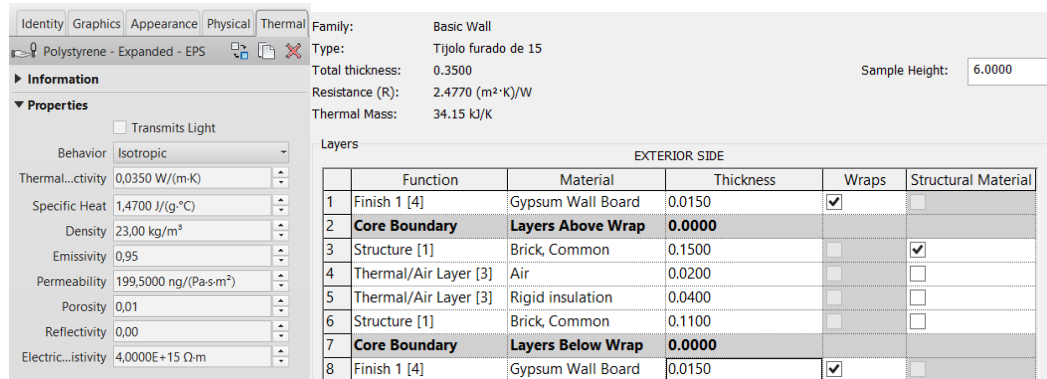 Identity Graphics Appearance Physical Thermal
Polystyrene - Expanded - EPS
Information
Properties
Transmits Light
Behavior Isotropic
Thermal...ctivity 0,0350 W/(m·K)
Specific Heat 1,4700 J/(g·°C)
Density 23,00 kg/m³
Emissivity 0,95
Permeability 199,5000 ng/(Pa·s·m²)
Porosity 0,01
Reflectivity 0,00
Electric...istivity 4,0000E+15 Ω·m
Family: Basic Wall
Type: Tijolo furado de 15
Total thickness: 0.3500 Sample Height: 6.0000
Resistance (R): 2.4770 (m²·K)/W
Thermal Mass: 34.15 kJ/K
Layers
EXTERIOR SIDE
Function Material Thickness Wraps Structural Material
1 Finish 1 [4] Gypsum Wall Board 0.0150
2 Core Boundary Layers Above Wrap 0.0000
3 Structure [1] Brick, Common 0.1500
4 Thermal/Air Layer [3] Air 0.0200
5 Thermal/Air Layer [3] Rigid insulation 0.0400
6 Structure [1] Brick, Common 0.1100
7 Core Boundary Layers Below Wrap 0.0000
8 Finish 1 [4] Gypsum Wall Board 0.0150